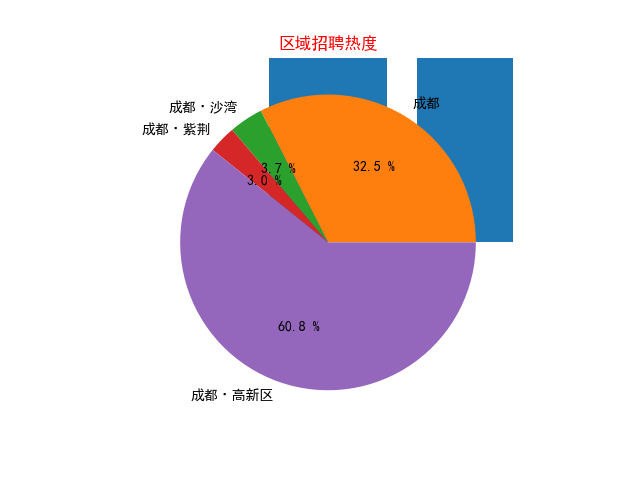 区域招聘热度
成都
成都·沙湾
成都·紫荆
32.5 %
3.7 %
3.0 %
60.8 %
成都·高新区